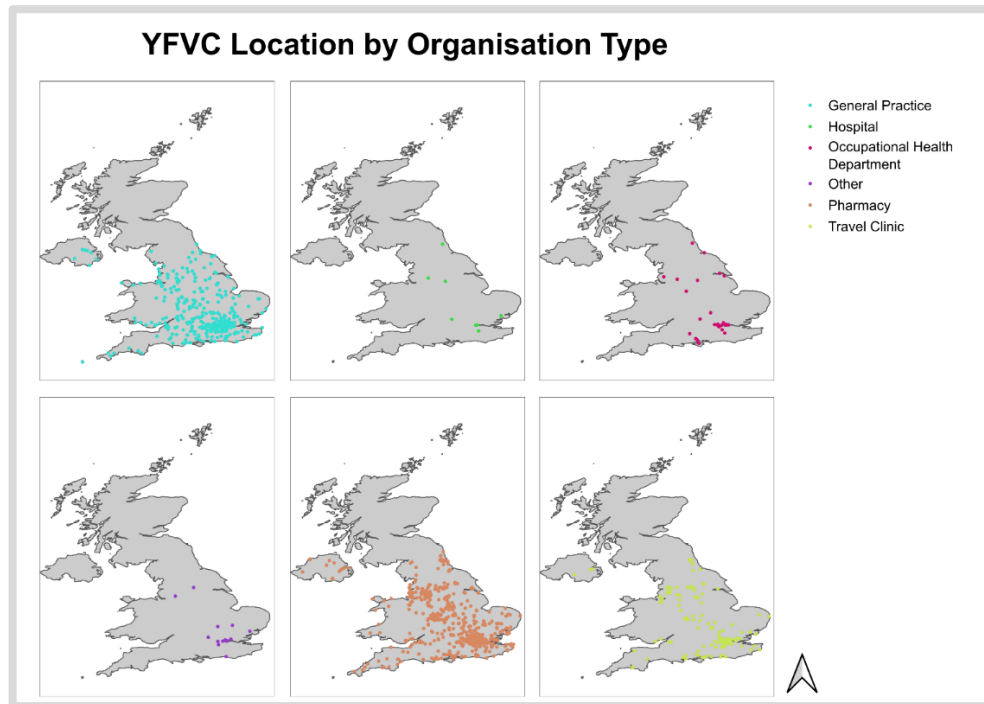 YFVC Location by Organisation Type
General Practice
Hospital
Occupational Health
Department
Other
Pharmacy
Travel Clinic